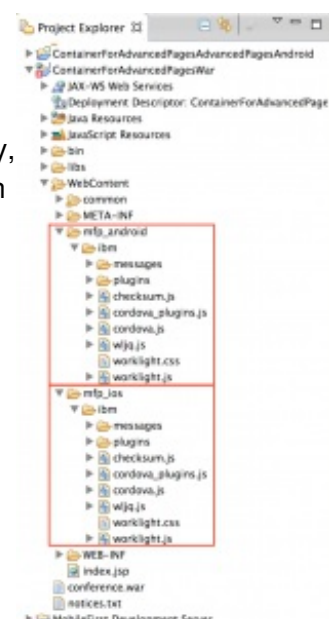 Project Explorer
ContainerForAdvancedPagesAdvancedPagesAndroid
ContainerForAdvancedPagesWar
JAX-WS Web Services
Deployment Descriptor: ContainerForAdvancedPage
Java Resources
JavaScript Resources
bin
libs
WebContent
common
META-INF
mfp_android
ibm
messages
plugins
checksum.js
cordova_plugins.js
cordova.js
wljq.js
worklight.css
worklight.js
mfp_ios
ibm
messages
plugins
checksum.js
cordova_plugins.js
cordova.js
wljq.js
worklight.css
worklight.js
WEB-INF
index.jsp
conference.war
notices.txt
MobileFirst Development Server